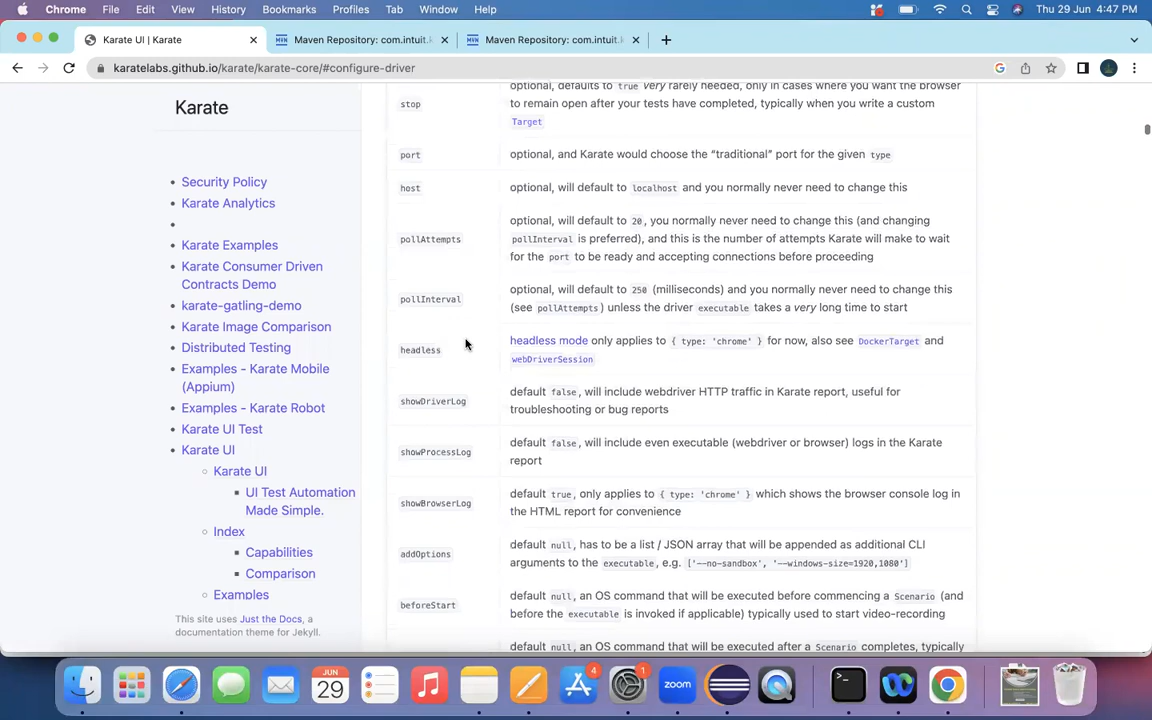 Chrome File Edit View History Bookmarks Profiles Tab Window Help Thu 29 Jun 4:47 PM
Karate UI | Karate Maven Repository: com.intuit.k Maven Repository: com.intuit.k
karatelabs.github.io/karate/karate-core/#configure-driver
Karate
Security Policy
Karate Analytics
Karate Examples
Karate Consumer Driven
Contracts Demo
karate-gatling-demo
Karate Image Comparison
Distributed Testing
Examples - Karate Mobile
(Appium)
Examples - Karate Robot
Karate UI Test
Karate UI
Karate UI
UI Test Automation
Made Simple.
Index
Capabilities
Comparison
Examples
This site uses Just the Docs, a
documentation theme for Jekyll.
stop
optional, defaults to true very rarely needed, only in cases where you want the browser
to remain open after your tests have completed, typically when you write a custom
Target
port
optional, and Karate would choose the “traditional” port for the given type
host
optional, will default to localhost and you normally never need to change this
pollAttempts
optional, will default to 20, you normally never need to change this (and changing
pollInterval is preferred), and this is the number of attempts Karate will make to wait
for the port to be ready and accepting connections before proceeding
pollInterval
optional, will default to 250 (milliseconds) and you normally never need to change this
(see pollAttempts) unless the driver executable takes a very long time to start
headless
headless mode only applies to { type: 'chrome' } for now, also see DockerTarget and
webDriverSession
showDriverLog
default false, will include webdriver HTTP traffic in Karate report, useful for
troubleshooting or bug reports
showProcessLog
default false, will include even executable (webdriver or browser) logs in the Karate
report
showBrowserLog
default true, only applies to { type: 'chrome' } which shows the browser console log in
the HTML report for convenience
addOptions
default null, has to be a list / JSON array that will be appended as additional CLI
arguments to the executable, e.g. ['--no-sandbox', '--windows-size=1920,1080']
beforeStart
default null, an OS command that will be executed before commencing a Scenario (and
before the executable is invoked if applicable) typically used to start video-recording
default null, an OS command that will be executed after a Scenario completes, typically
JUN
29
4
1
zoom